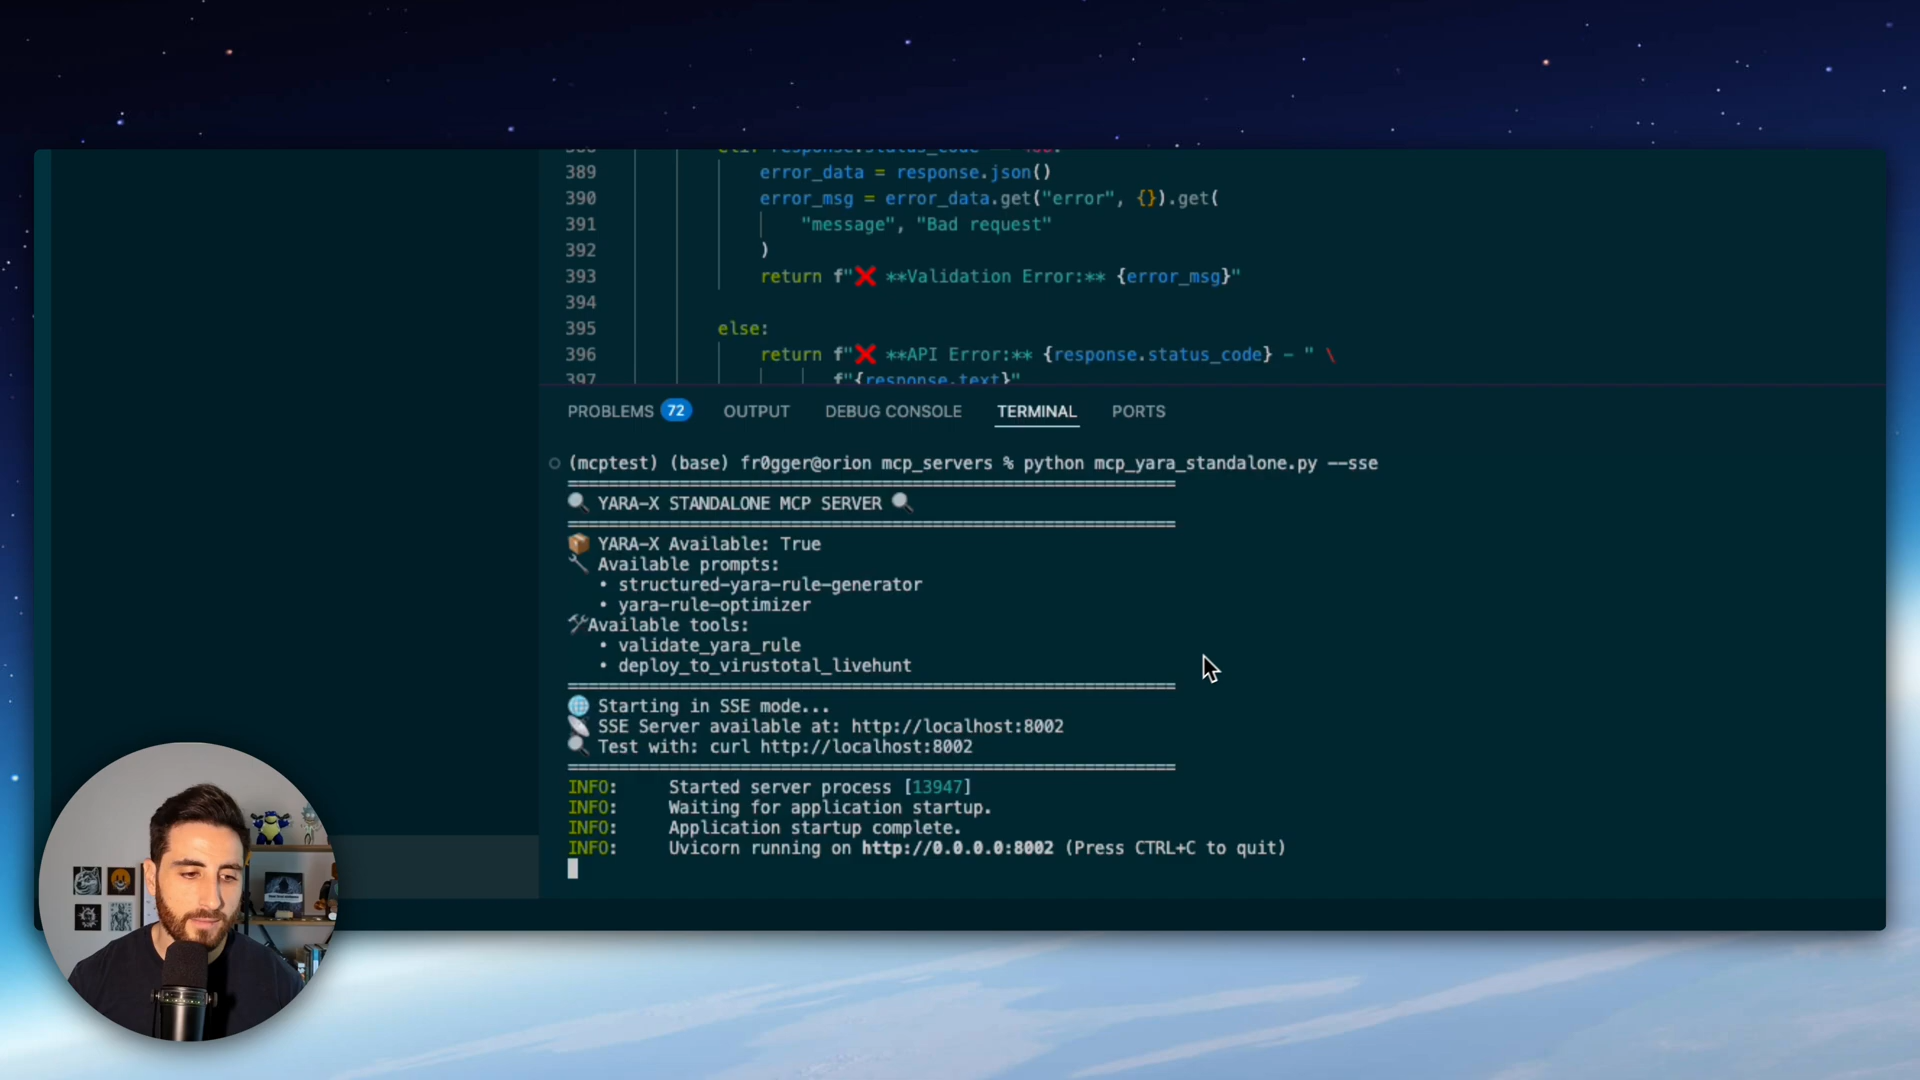 389 error_data = response.json()
390 error_msg = error_data.get("error", {}).get(
391 "message", "Bad request"
392 )
393 return f"❌ **Validation Error:** {error_msg}"
394
395 else:
396 return f"❌ **API Error:** {response.status_code} - " \
397 f"{response.text}"
PROBLEMS 72 OUTPUT DEBUG CONSOLE TERMINAL PORTS
(mcptest) (base) fr0gger@orion mcp_servers % python mcp_yara_standalone.py --sse
============================================================
🔍 YARA-X STANDALONE MCP SERVER 🔍
============================================================
📦 YARA-X Available: True
🔧 Available prompts:
• structured-yara-rule-generator
• yara-rule-optimizer
🛠Available tools:
• validate_yara_rule
• deploy_to_virustotal_livehunt
============================================================
🌐 Starting in SSE mode...
📡 SSE Server available at: http://localhost:8002
🔍 Test with: curl http://localhost:8002
============================================================
INFO: Started server process [13947]
INFO: Waiting for application startup.
INFO: Application startup complete.
INFO: Uvicorn running on http://0.0.0.0:8002 (Press CTRL+C to quit)